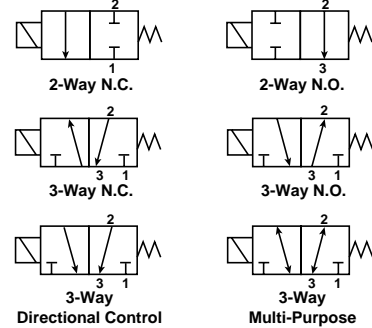 2
1
2-Way N.C.
2
3
2-Way N.O.
2
3 1
3-Way N.C.
2
3 1
3-Way N.O.
2
3 1
3-Way
Directional Control
2
3 1
3-Way
Multi-Purpose